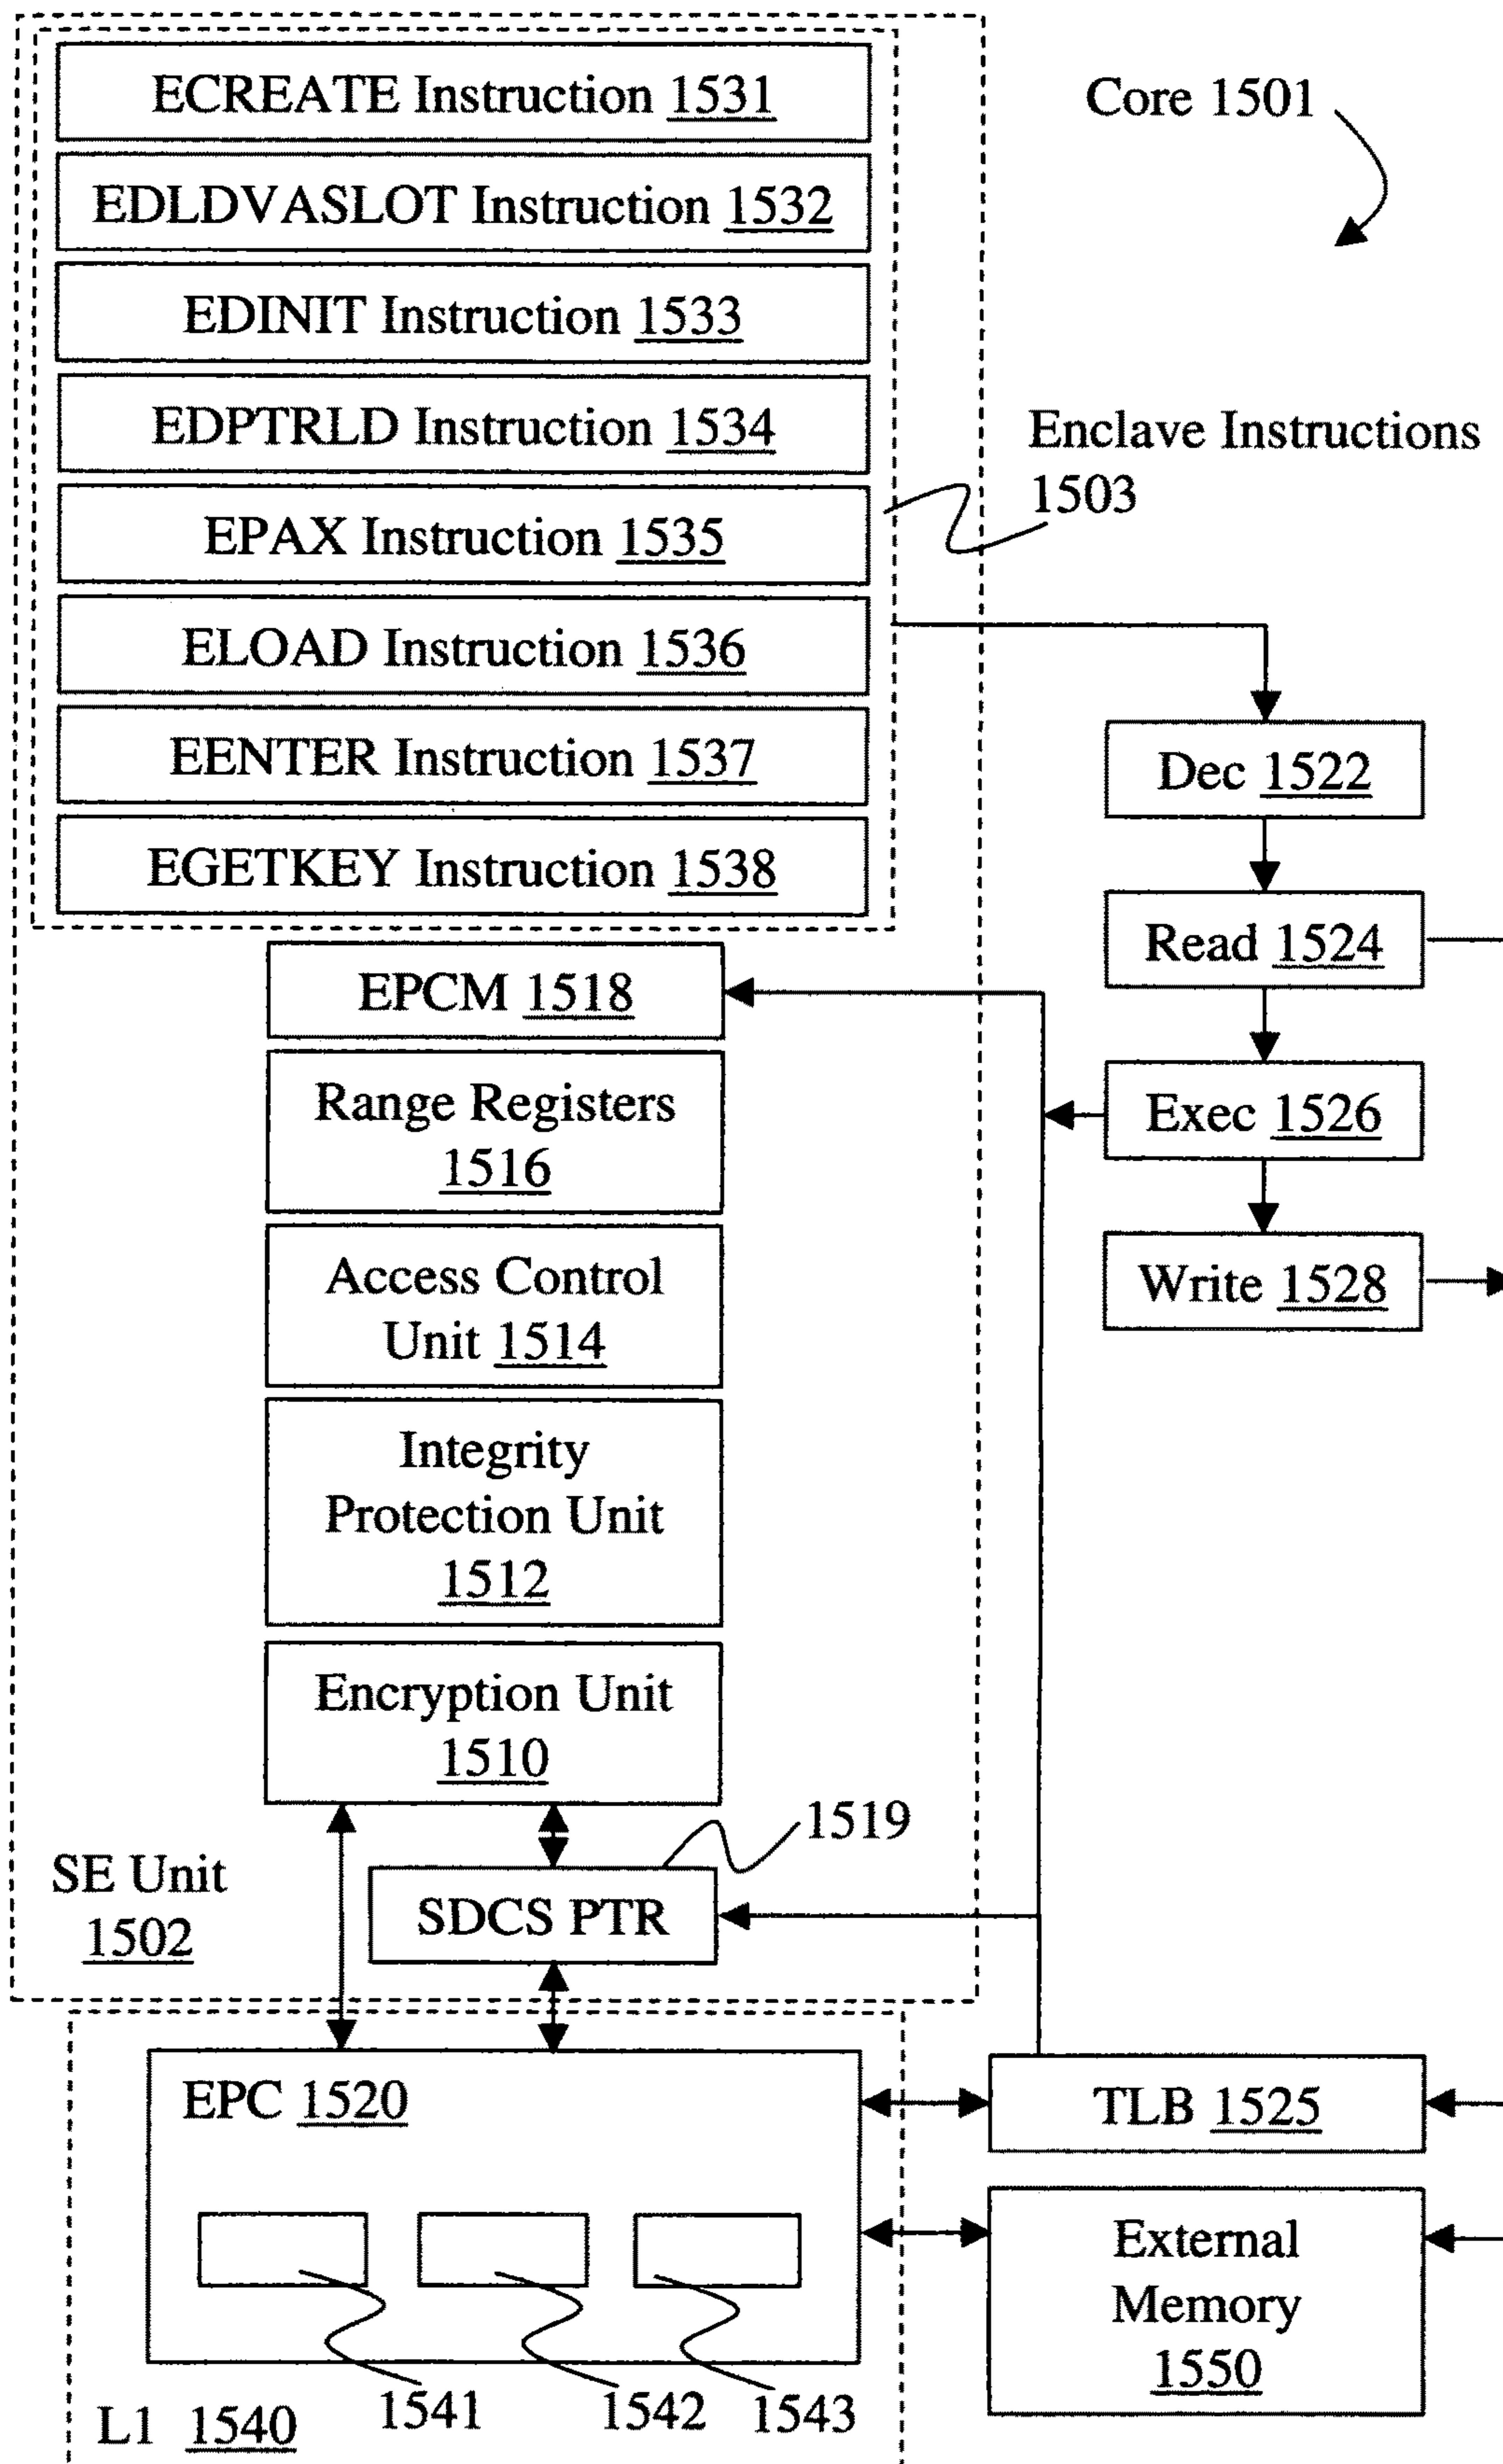 ECREATE Instruction 1531
Core 1501
EDLDVASLOT Instruction 1532
EDINIT Instruction 1533
EDPTRLD Instruction 1534
Enclave Instructions
1503
EPAX Instruction 1535
ELOAD Instruction 1536
EENTER Instruction 1537
EGETKEY Instruction 1538
Dec 1522
Read 1524
Exec 1526
Write 1528
EPCM 1518
Range Registers
1516
Access Control
Unit 1514
Integrity
Protection Unit
1512
Encryption Unit
1510
1519
SE Unit
1502
SDCS PTR
EPC 1520
TLB 1525
External
Memory
1550
1541
1542
1543
L1 1540